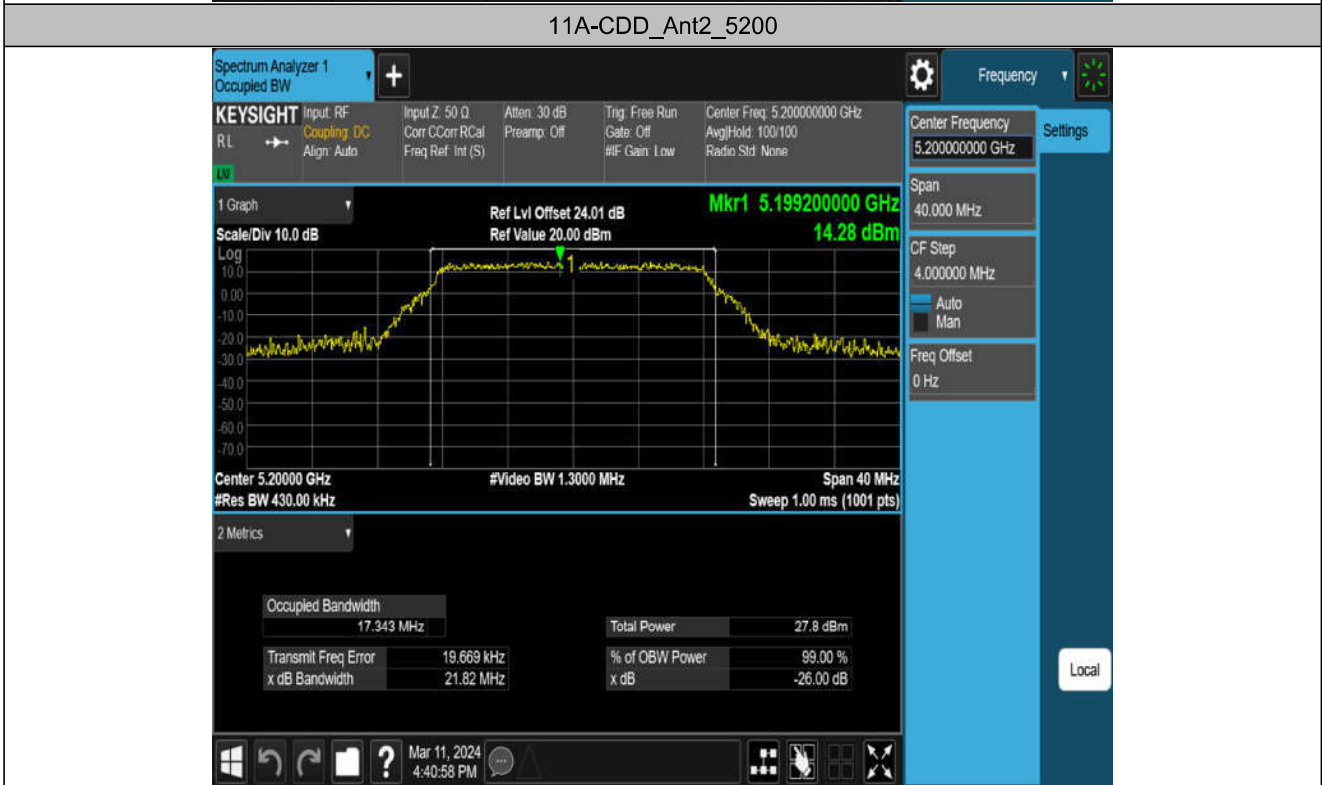 11A-CDD_Ant2_5200
Spectrum Analyzer 1
Occupied BW
+
Frequency
KEYSIGHT
RL
LXI
Input: RF
Coupling: DC
Align: Auto
Input Z: 50 Ω
Corr CCorr RCal
Freq Ref: Int (S)
Atten: 30 dB
Preamp: Off
Trig: Free Run
Gate: Off
#IF Gain: Low
Center Freq: 5.200000000 GHz
Avg|Hold: 100/100
Radio Std: None
Center Frequency
5.200000000 GHz
Settings
Span
40.000 MHz
CF Step
4.000000 MHz
Auto
Man
Freq Offset
0 Hz
1 Graph
Scale/Div 10.0 dB
Ref Lvl Offset 24.01 dB
Ref Value 20.00 dBm
Mkr1 5.199200000 GHz
14.28 dBm
Log
10.0
0.00
-10.0
-20.0
-30.0
-40.0
-50.0
-60.0
-70.0
1
Center 5.20000 GHz
#Video BW 1.3000 MHz
Span 40 MHz
#Res BW 430.00 kHz
Sweep 1.00 ms (1001 pts)
2 Metrics
Occupied Bandwidth
17.343 MHz
Total Power 27.8 dBm
Transmit Freq Error 19.669 kHz
% of OBW Power 99.00 %
x dB Bandwidth 21.82 MHz
x dB -26.00 dB
Local
?
Mar 11, 2024
4:40:58 PM